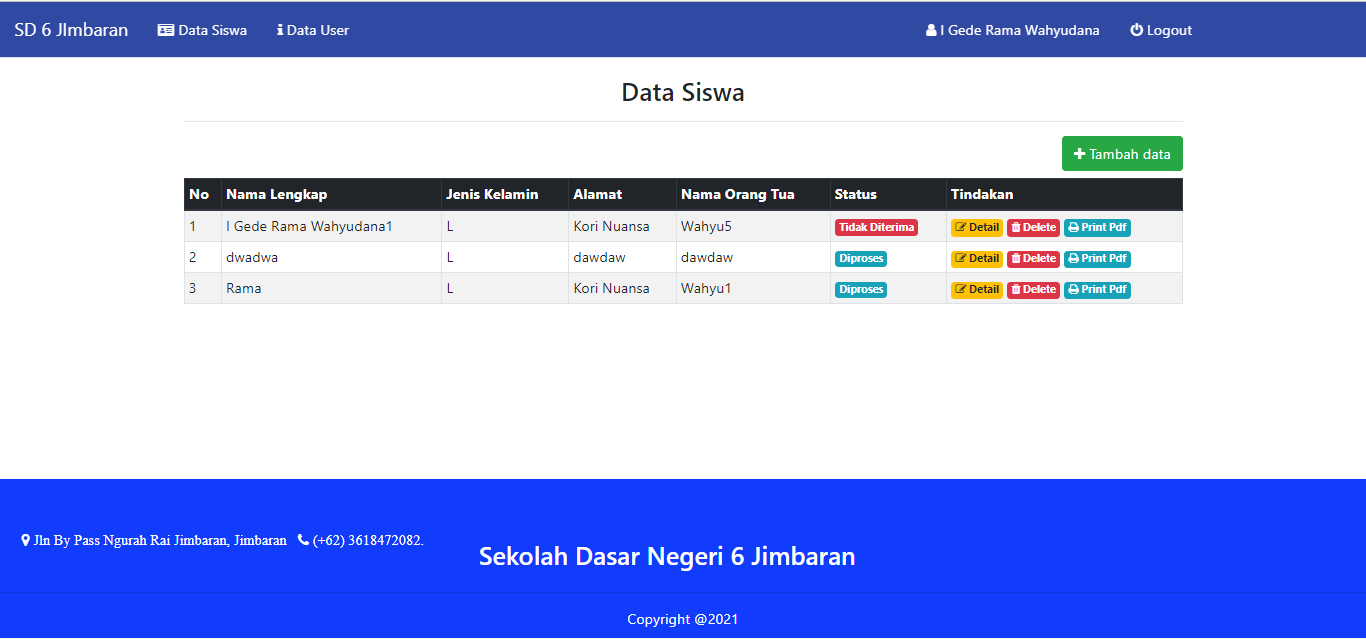 SD 6 JImbaran Data Siswa Data User I Gede Rama Wahyudana Logout
Data Siswa
Tambah data
No Nama Lengkap Jenis Kelamin Alamat Nama Orang Tua Status Tindakan
1 I Gede Rama Wahyudana1 L Kori Nuansa Wahyu5 Tidak Diterima Detail Delete Print Pdf
2 dwadwa L dawdaw dawdaw Diproses Detail Delete Print Pdf
3 Rama L Kori Nuansa Wahyu1 Diproses Detail Delete Print Pdf
Jln By Pass Ngurah Rai Jimbaran, Jimbaran (+62) 3618472082.
Sekolah Dasar Negeri 6 Jimbaran
Copyright @2021